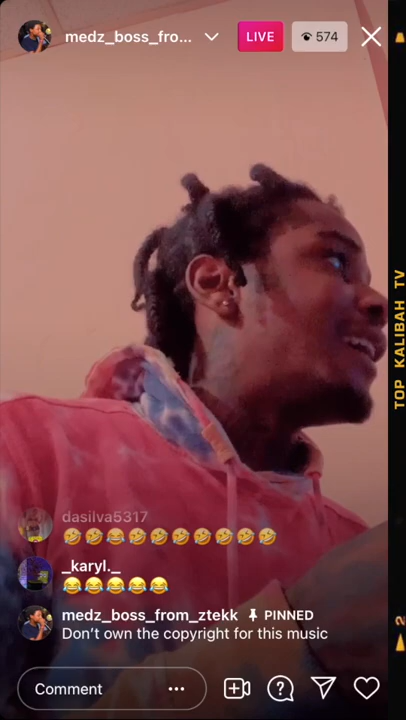 medz_boss_fro...
LIVE
574
TOP KALIBAH TV
dasilva5317
🤣🤣😂🤣🤣🤣🤣🤣🤣🤣
_karyl._
😂😂😂😂😂
medz_boss_from_ztekk PINNED
Don't own the copyright for this music
Comment